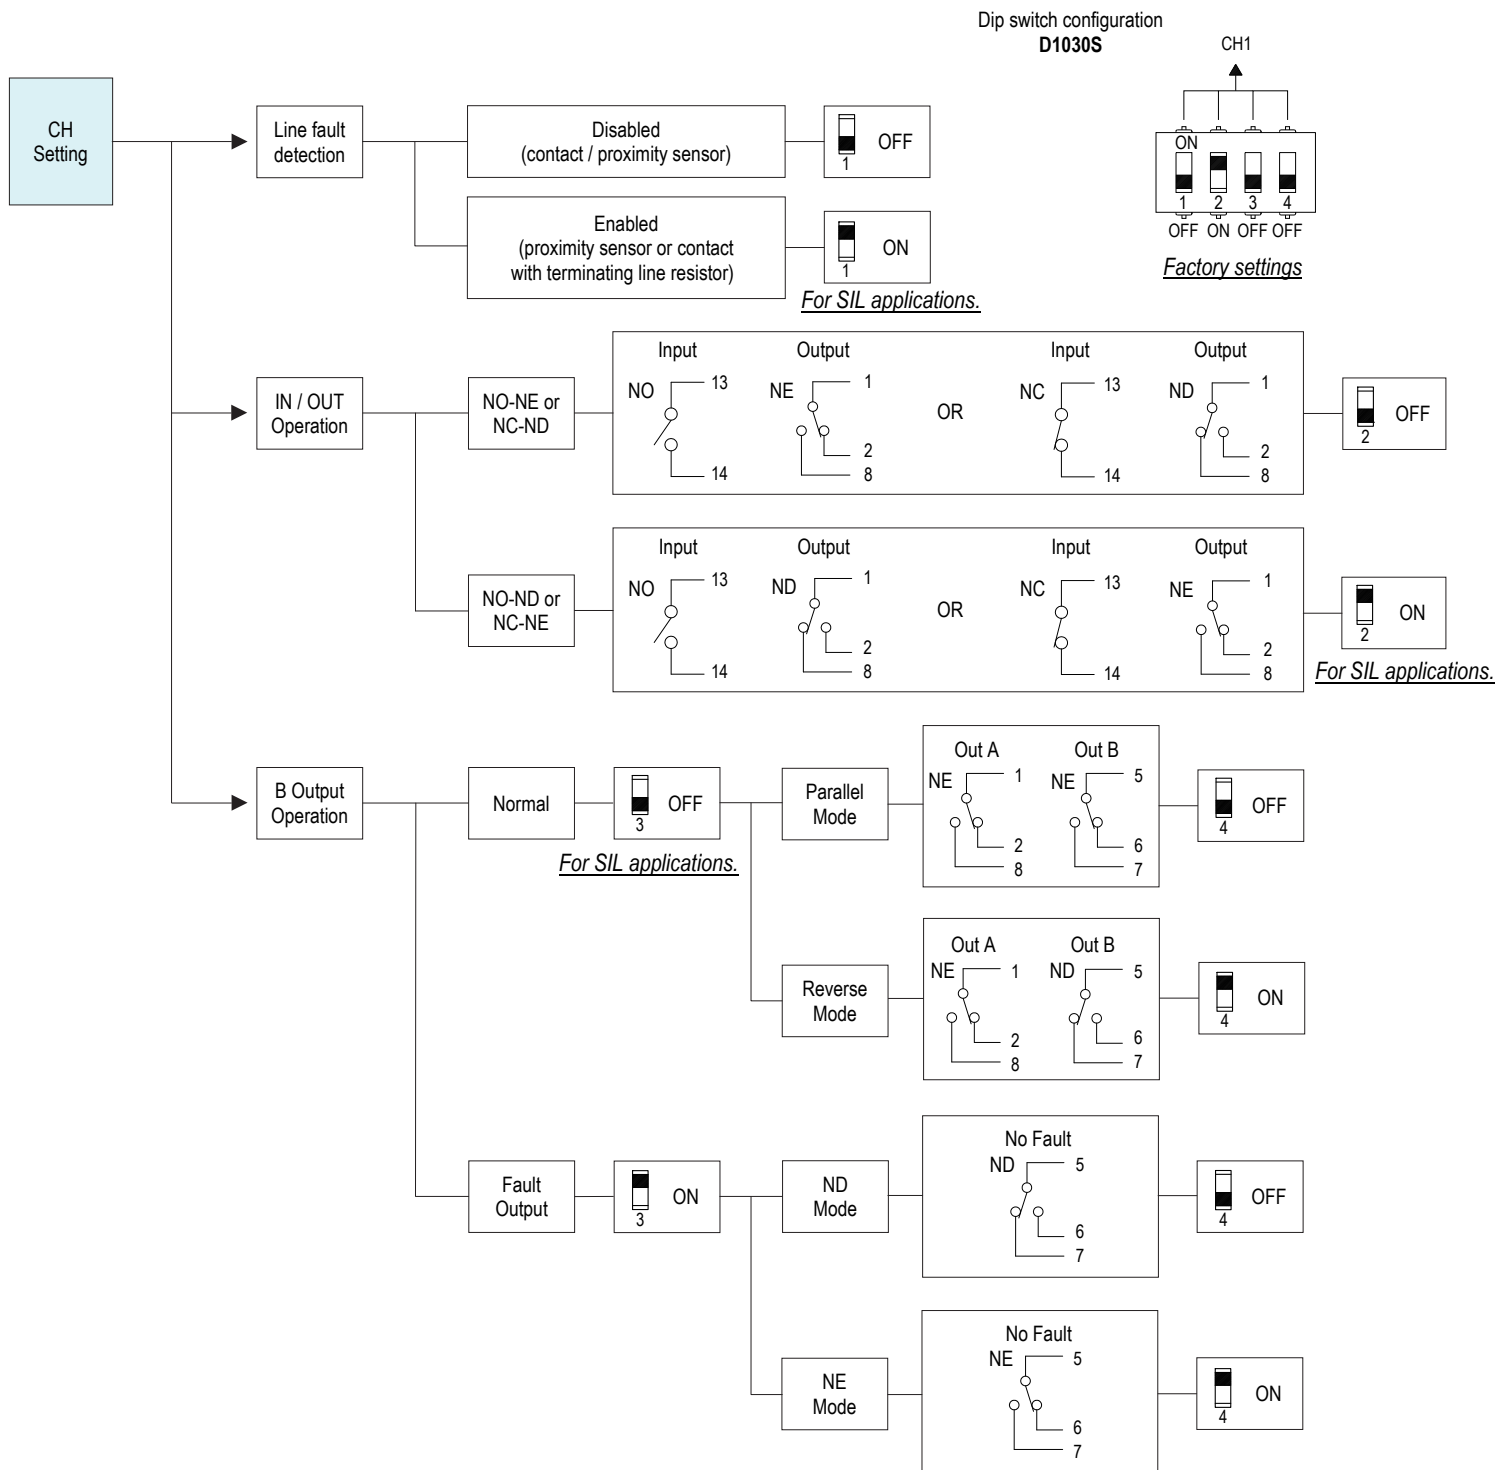 Dip switch configuration
D1030S
CH1
ON
1 2 3 4
OFF ON OFF OFF
Factory settings
CH
Setting
Line fault
detection
Disabled
(contact / proximity sensor)
1
OFF
Enabled
(proximity sensor or contact
with terminating line resistor)
1
ON
For SIL applications.
IN / OUT
Operation
NO-NE or
NC-ND
Input
NO
13
14
Output
NE
1
2
8
OR
Input
NC
13
14
Output
ND
1
2
8
2
OFF
NO-ND or
NC-NE
Input
NO
13
14
Output
ND
1
2
8
OR
Input
NC
13
14
Output
NE
1
2
8
2
ON
For SIL applications.
B Output
Operation
Normal
3
OFF
For SIL applications.
Parallel
Mode
Out A
NE
1
2
8
Out B
NE
5
6
7
4
OFF
Reverse
Mode
Out A
NE
1
2
8
Out B
ND
5
6
7
4
ON
Fault
Output
3
ON
ND
Mode
No Fault
ND
5
6
7
4
OFF
NE
Mode
No Fault
NE
5
6
7
4
ON